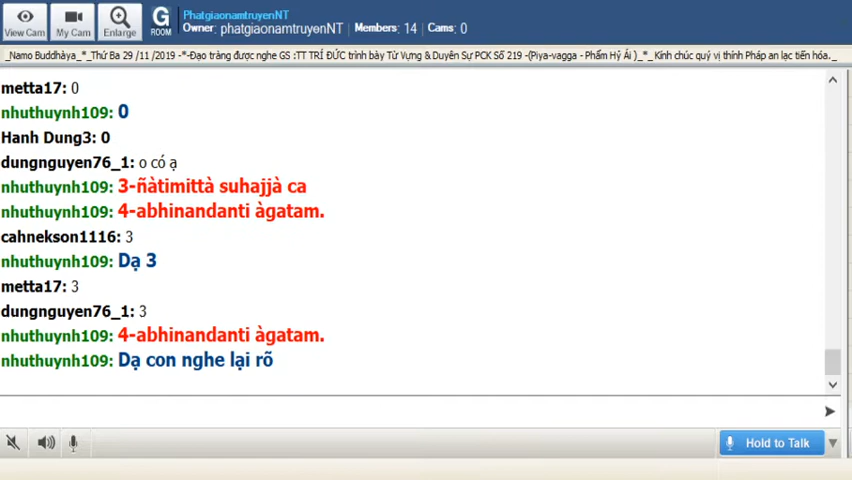 View Cam
My Cam
Enlarge
G
ROOM
PhatgiaonamtruyenNT
Owner: phatgiaonamtruyenNT Members: 14 Cams: 0
_Namo Buddhàya_*_Thứ Ba 29 /11 /2019 -*-Đạo tràng được nghe GS :TT TRÍ ĐỨC trình bày Từ Vựng & Duyên Sự PCK Số 219 -(Piya-vagga - Phẩm Hỷ Ái )_*_ Kính chúc quý vị thính Pháp an lạc tiến hóa._
metta17: 0
nhuthuynh109: 0
Hanh Dung3: 0
dungnguyen76_1: o có ạ
nhuthuynh109: 3-ñàtimittà suhajjà ca
nhuthuynh109: 4-abhinandanti àgatam.
cahnekson1116: 3
nhuthuynh109: Dạ 3
metta17: 3
dungnguyen76_1: 3
nhuthuynh109: 4-abhinandanti àgatam.
nhuthuynh109: Dạ con nghe lại rõ
Hold to Talk